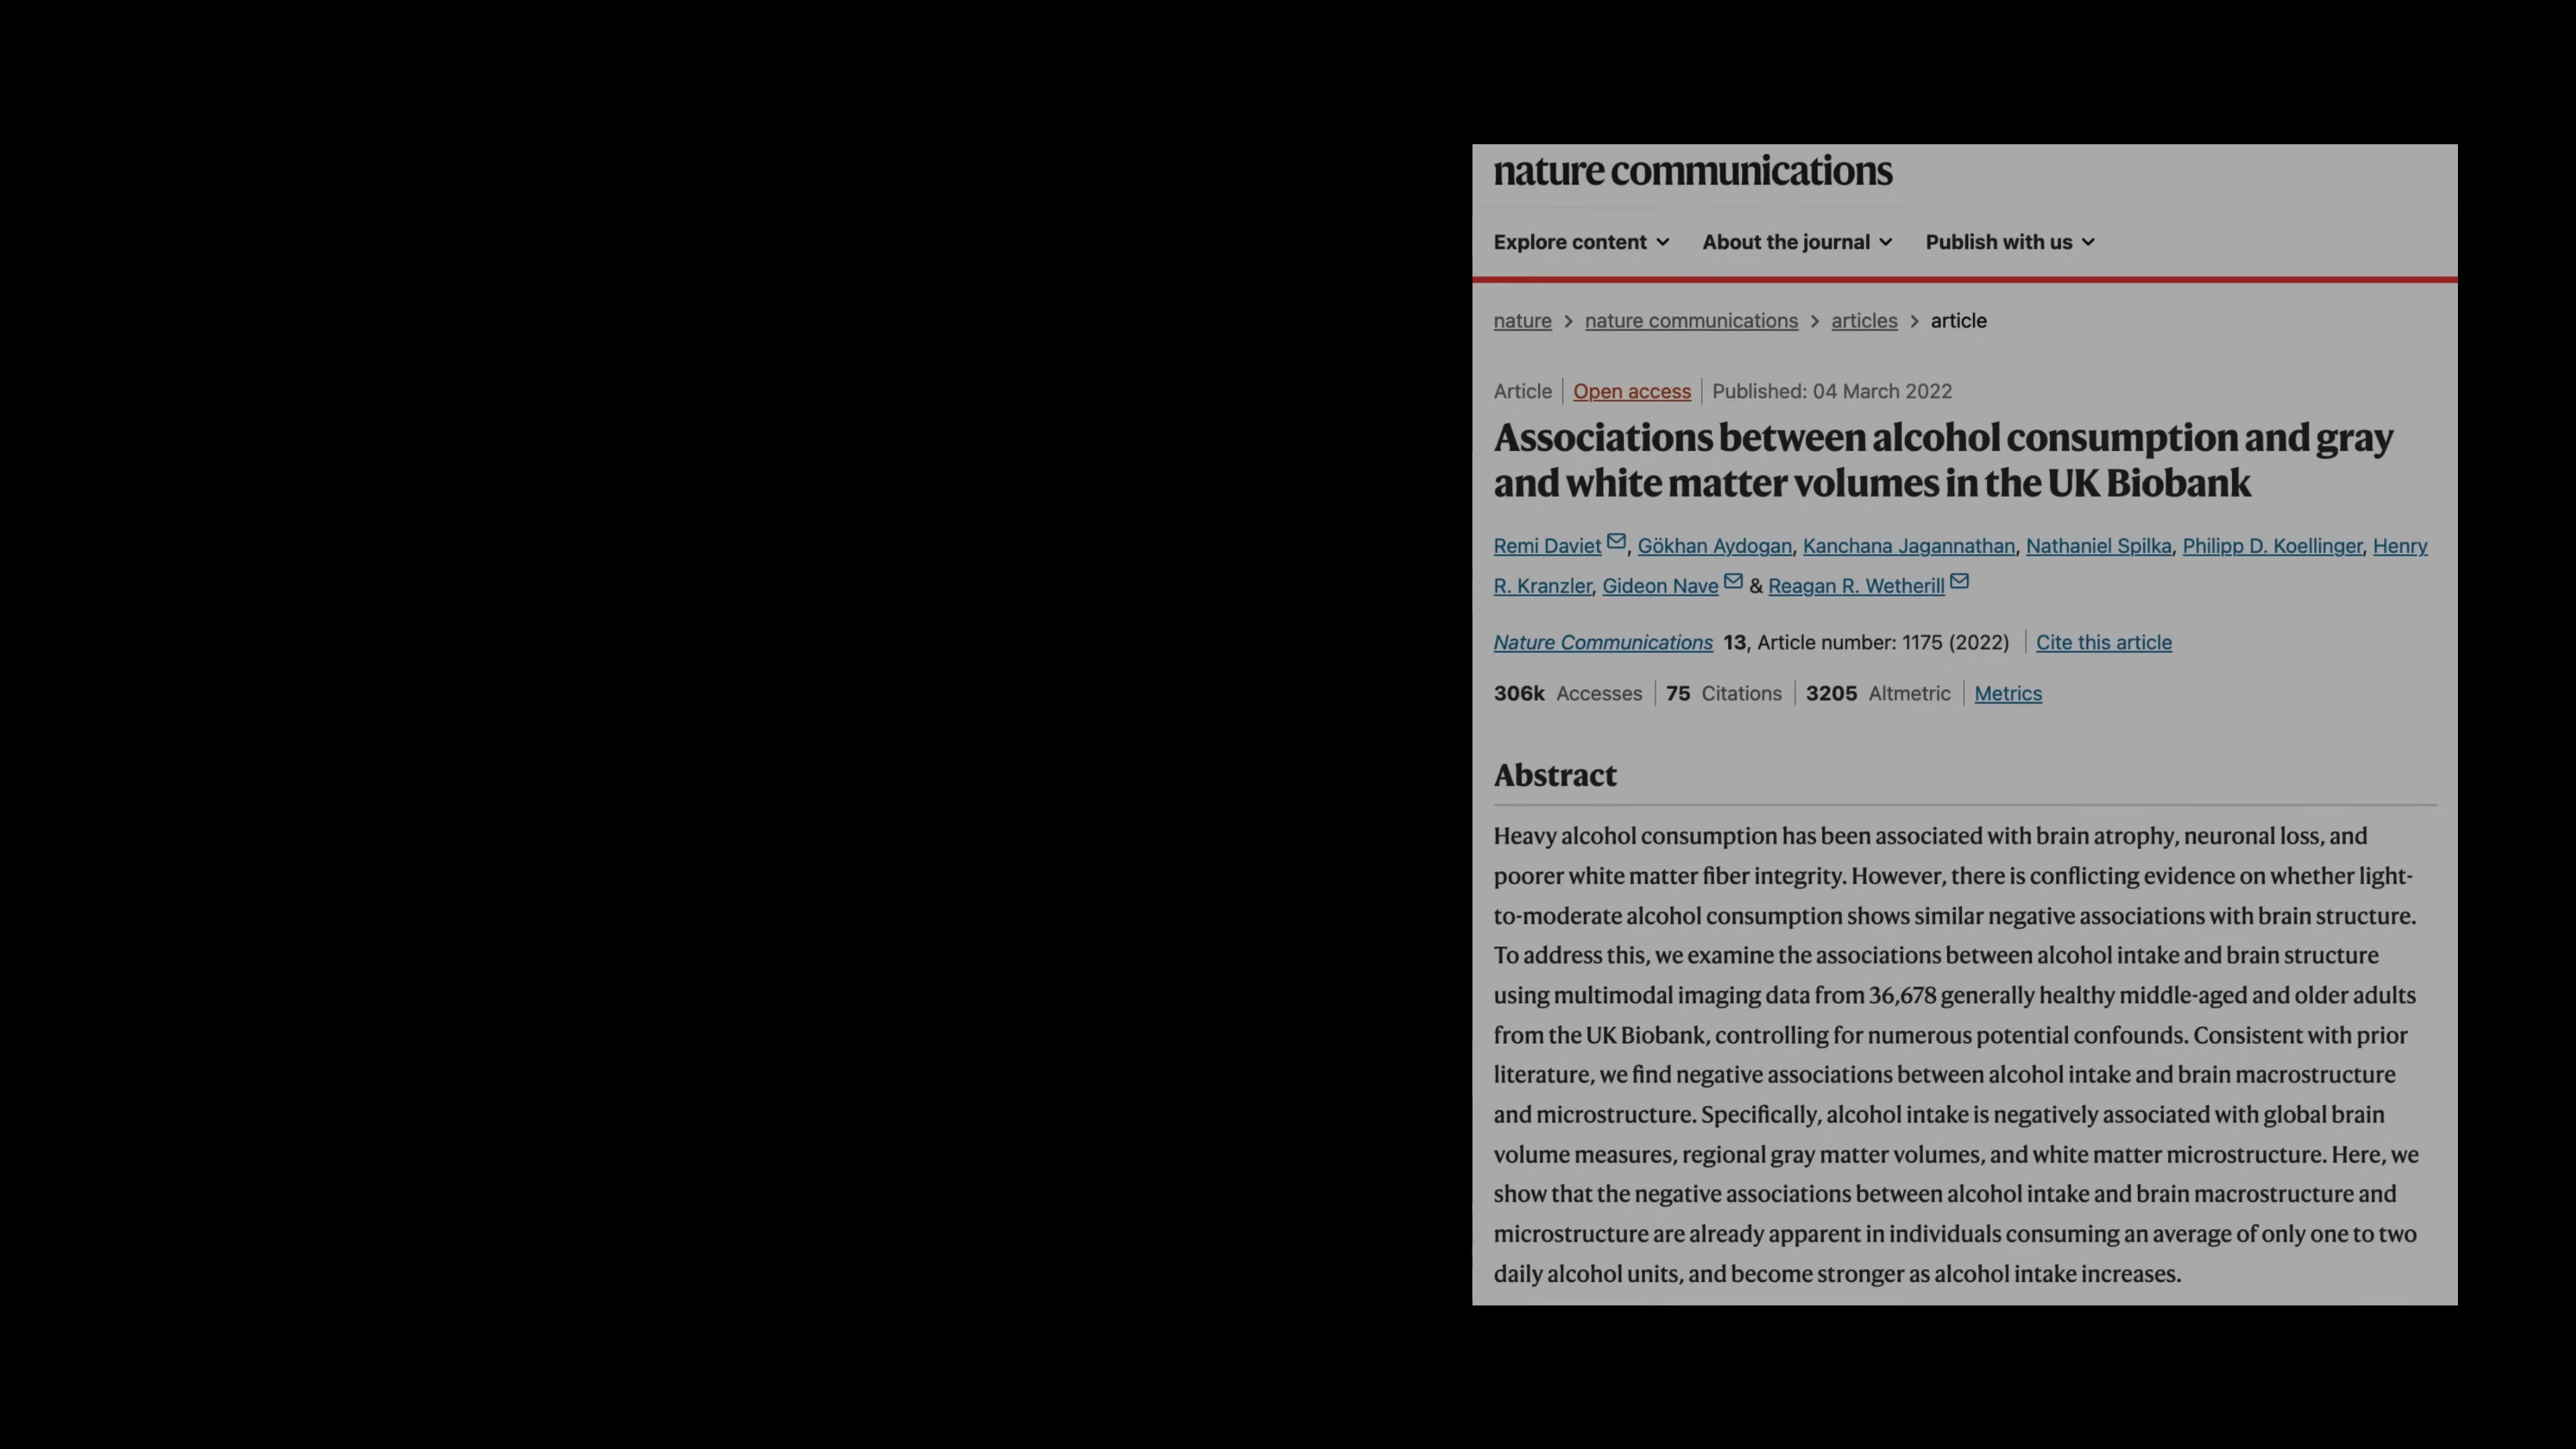 nature communications
Explore content About the journal Publish with us
nature > nature communications > articles > article
Article | Open access | Published: 04 March 2022
Associations between alcohol consumption and gray
and white matter volumes in the UK Biobank
Remi Daviet, Gökhan Aydogan, Kanchana Jagannathan, Nathaniel Spilka, Philipp D. Koellinger, Henry
R. Kranzler, Gideon Nave & Reagan R. Wetherill
Nature Communications 13, Article number: 1175 (2022) | Cite this article
306k Accesses | 75 Citations | 3205 Altmetric | Metrics
Abstract
Heavy alcohol consumption has been associated with brain atrophy, neuronal loss, and
poorer white matter fiber integrity. However, there is conflicting evidence on whether light-
to-moderate alcohol consumption shows similar negative associations with brain structure.
To address this, we examine the associations between alcohol intake and brain structure
using multimodal imaging data from 36,678 generally healthy middle-aged and older adults
from the UK Biobank, controlling for numerous potential confounds. Consistent with prior
literature, we find negative associations between alcohol intake and brain macrostructure
and microstructure. Specifically, alcohol intake is negatively associated with global brain
volume measures, regional gray matter volumes, and white matter microstructure. Here, we
show that the negative associations between alcohol intake and brain macrostructure and
microstructure are already apparent in individuals consuming an average of only one to two
daily alcohol units, and become stronger as alcohol intake increases.